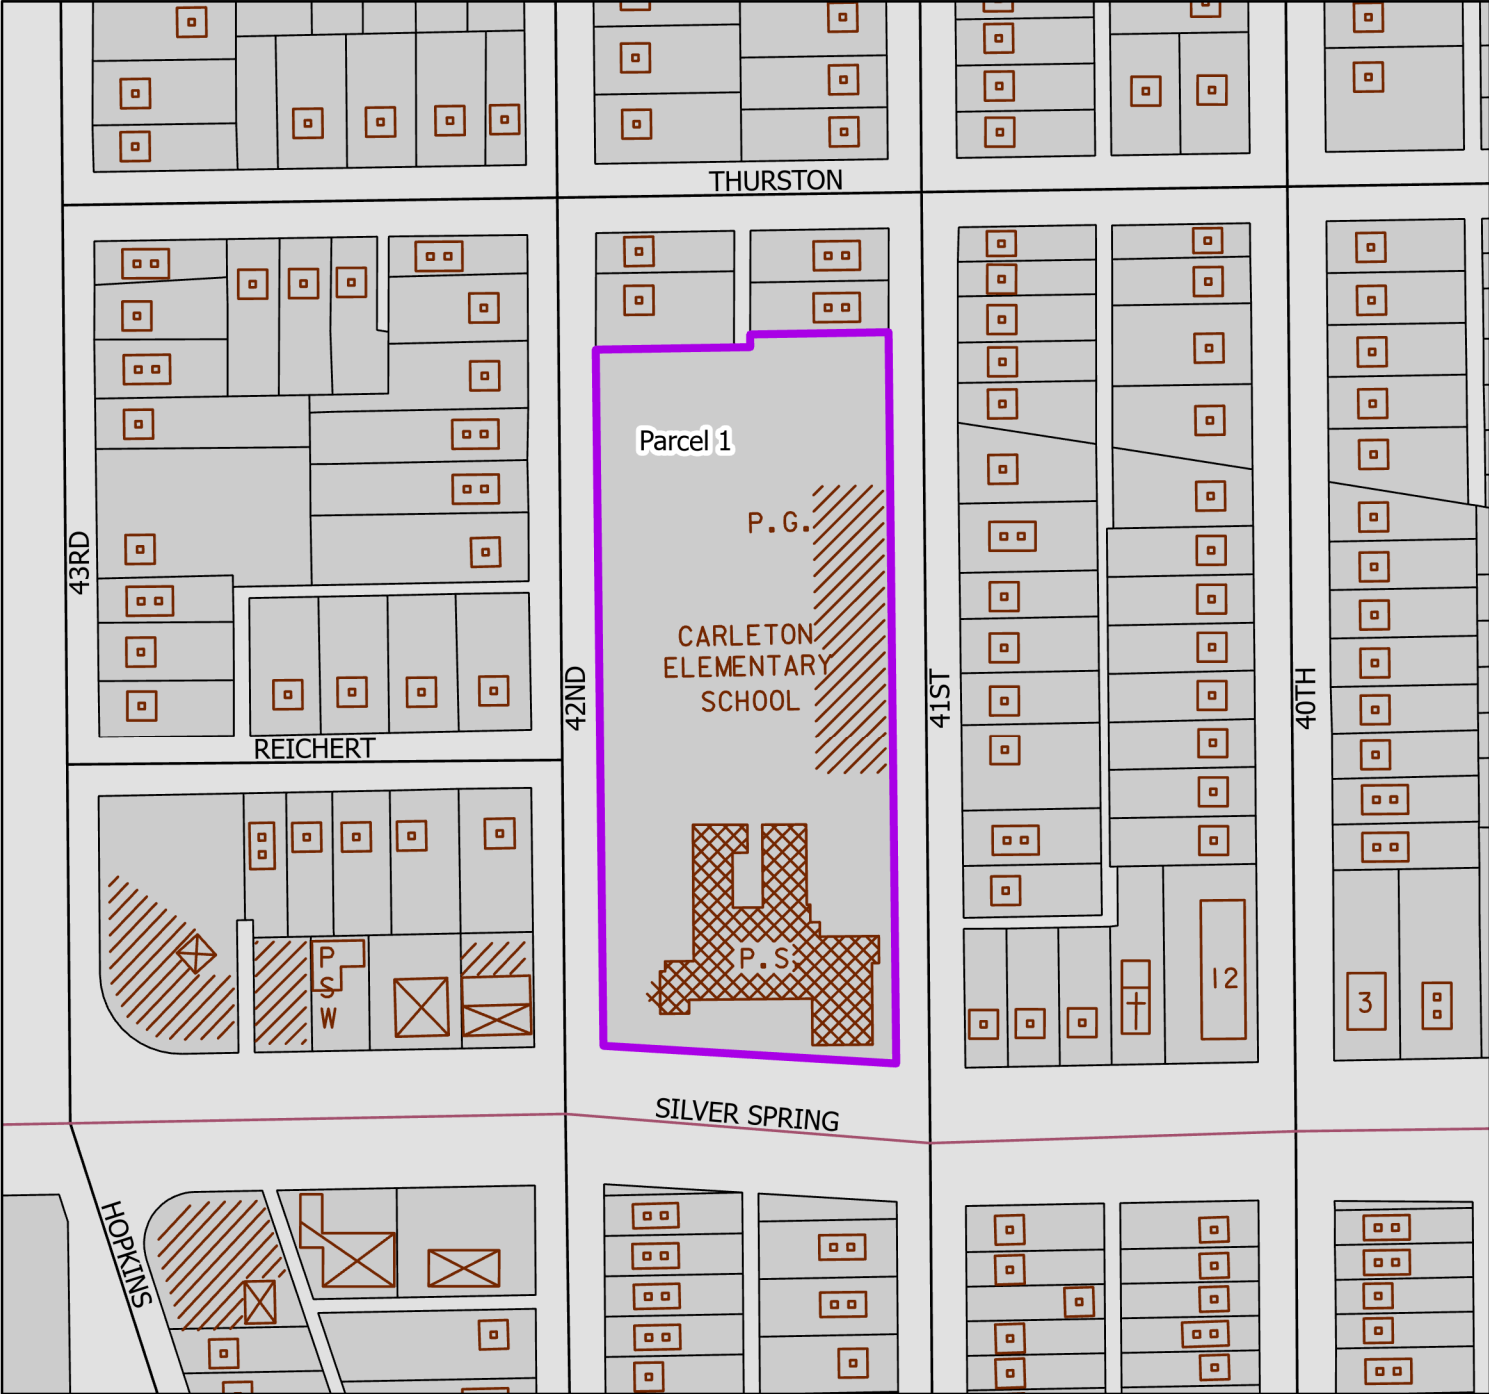 THURSTON
Parcel 1
P.G.
43RD
CARLETON
ELEMENTARY
SCHOOL
42ND
41ST
40TH
REICHERT
P
S
W
P.S.
12
3
SILVER SPRING
HOPKINS